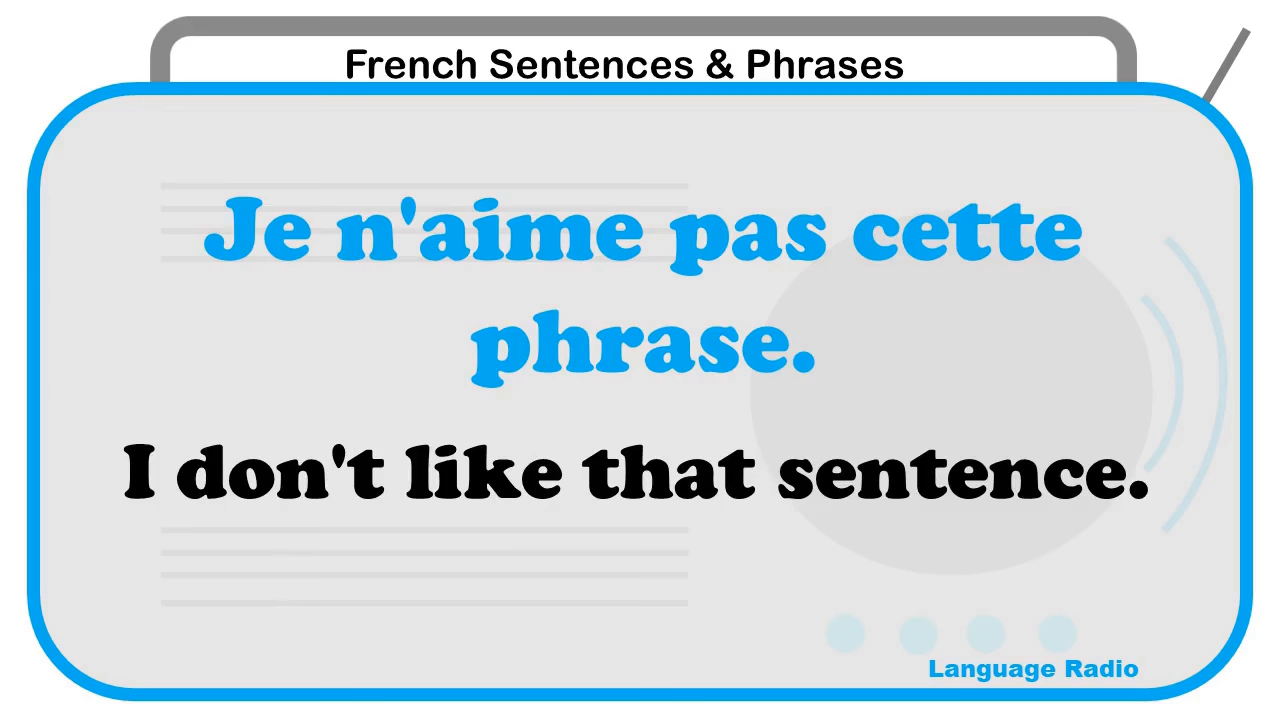 French Sentences & Phrases
Je n'aime pas cette
phrase.
I don't like that sentence.
Language Radio